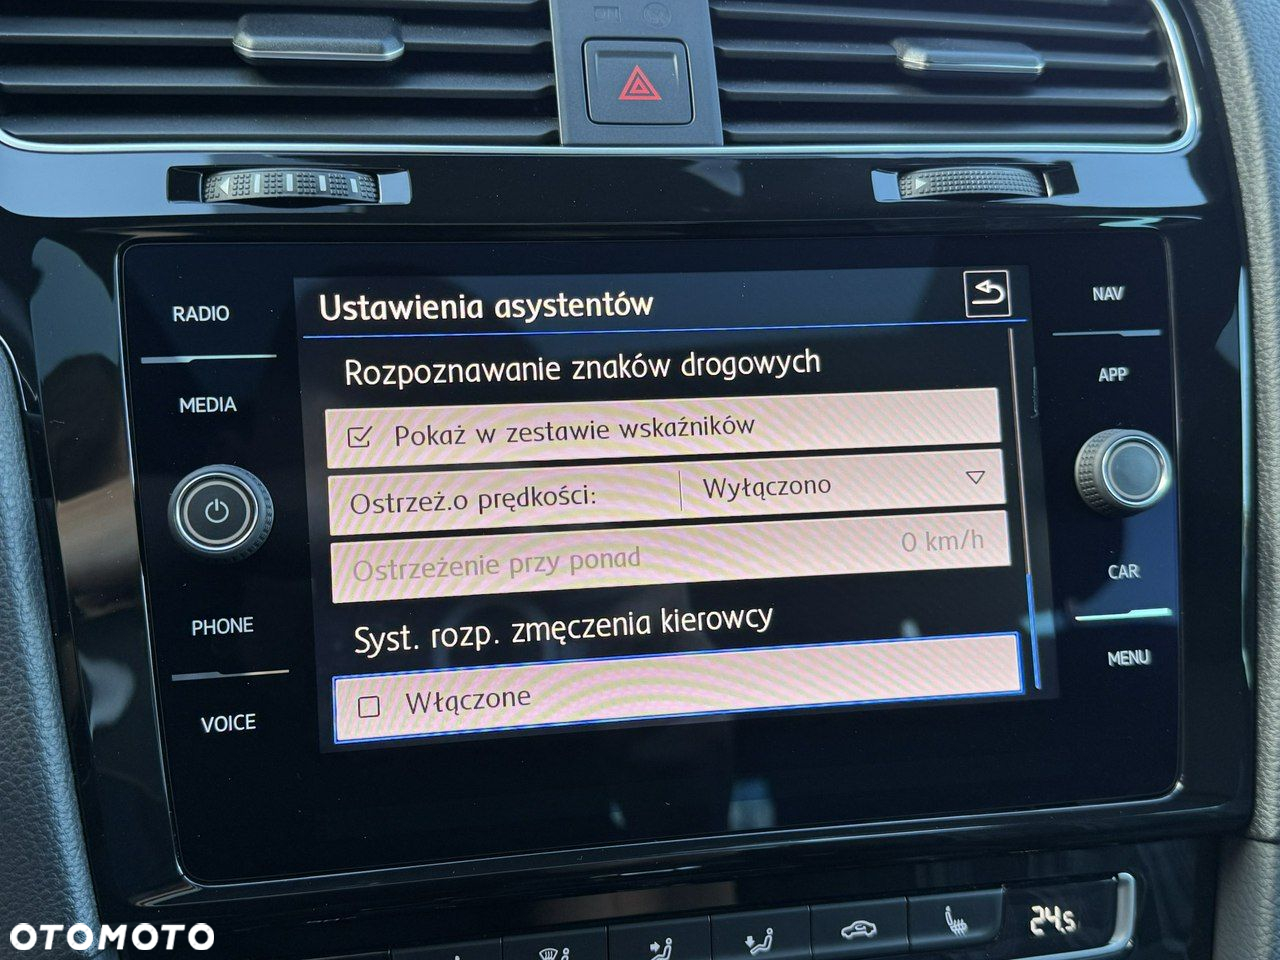 RADIO
MEDIA
PHONE
VOICE
Ustawienia asystentów
Rozpoznawanie znaków drogowych
Pokaż w zestawie wskaźników
Ostrzeż.o prędkości: Wyłączono
Ostrzeżenie przy ponad 0 km/h
Syst. rozp. zmęczenia kierowcy
Włączone
NAV
APP
CAR
MENU
24.5
OTOMOTO